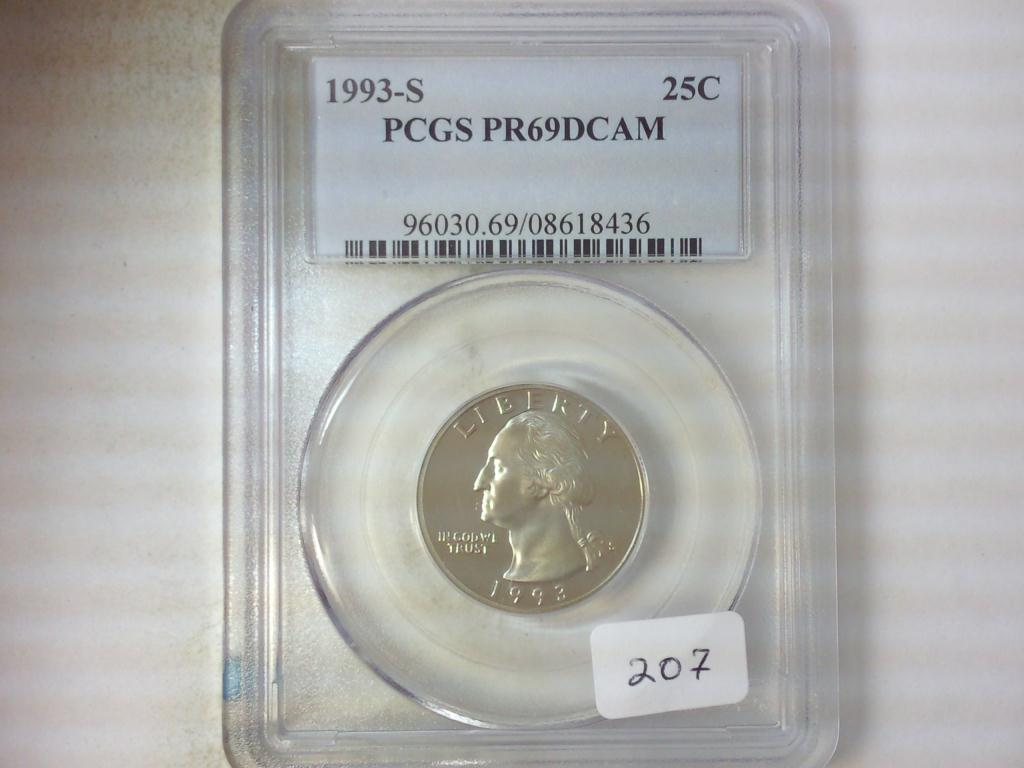 1993-S 25C
PCGS PR69DCAM
96030.69/08618436
LIBERTY
IN GOD WE
TRUST
S
1993
207